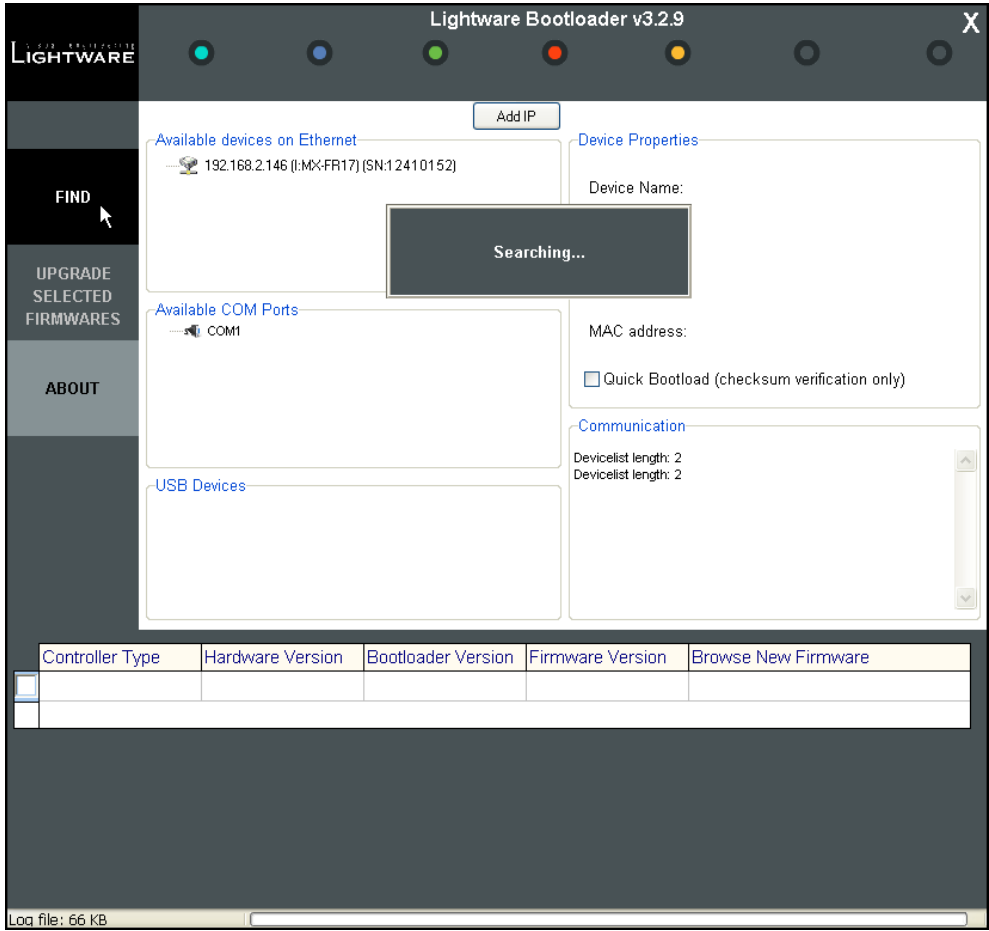 Lightware Bootloader v3.2.9
X
LIGHTWARE
Add IP
Available devices on Ethernet
192.168.2.146 (I:MX-FR17) (SN:12410152)
Device Properties
Device Name:
FIND
Searching...
UPGRADE
SELECTED
FIRMWARES
Available COM Ports
COM1
MAC address:
Quick Bootload (checksum verification only)
ABOUT
Communication
Devicelist length: 2
Devicelist length: 2
USB Devices
Controller Type Hardware Version Bootloader Version Firmware Version Browse New Firmware
Log file: 66 KB